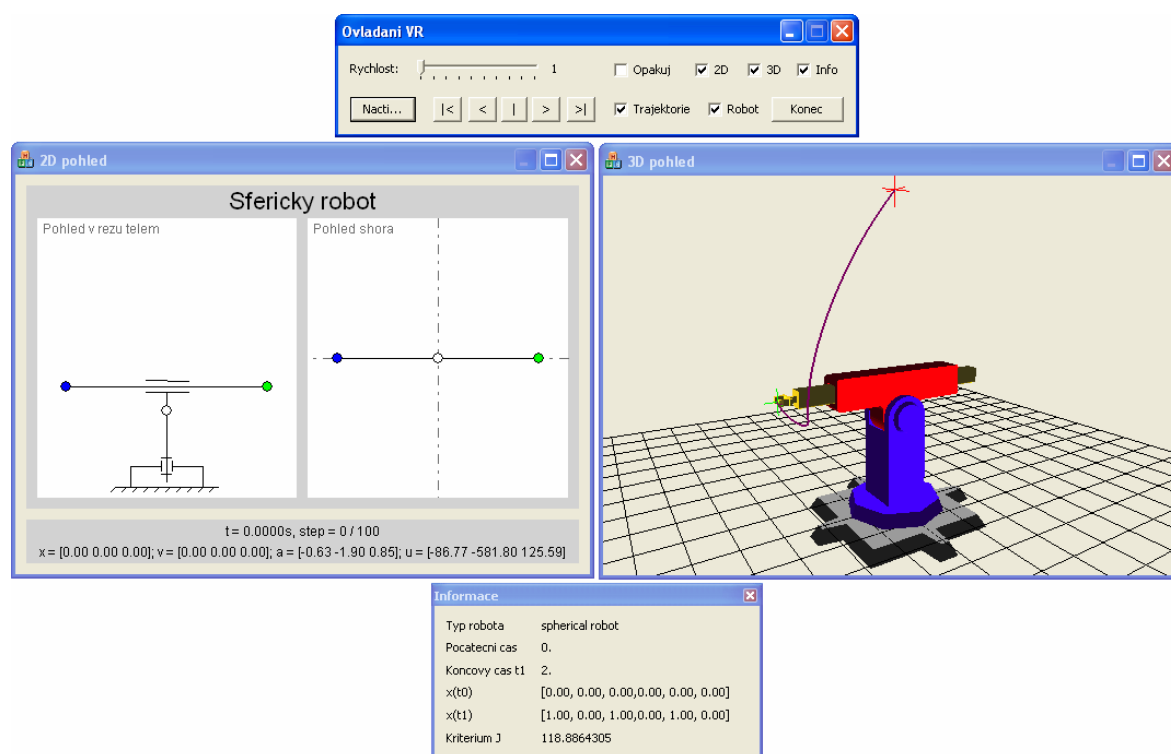 Ovladani VR
Rychlost: 1 Opakuj 2D 3D Info
Nacti... |< < | > >| Trajektorie Robot Konec
2D pohled
Sfericky robot
Pohled v rezu telem
Pohled shora
t = 0.0000s, step = 0 / 100
x = [0.00 0.00 0.00]; v = [0.00 0.00 0.00]; a = [-0.63 -1.90 0.85]; u = [-86.77 -581.80 125.59]
3D pohled
Informace
Typ robota spherical robot
Pocatecni cas 0.
Koncovy cas t1 2.
x(t0) [0.00, 0.00, 0.00,0.00, 0.00, 0.00]
x(t1) [1.00, 0.00, 1.00,0.00, 1.00, 0.00]
Kriterium J 118.8864305